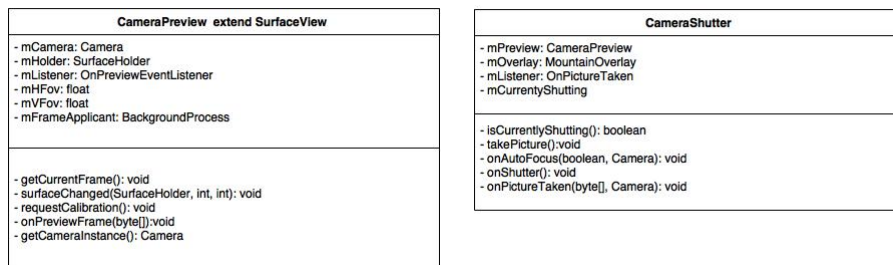 CameraPreview extend SurfaceView
- mCamera: Camera
- mHolder: SurfaceHolder
- mListener: OnPreviewEventListener
- mHFov: float
- mVFov: float
- mFrameApplicant: BackgroundProcess
- getCurrentFrame(): void
- surfaceChanged(SurfaceHolder, int, int): void
- requestCalibration(): void
- onPreviewFrame(byte[]):void
- getCameraInstance(): Camera
CameraShutter
- mPreview: CameraPreview
- mOverlay: MountainOverlay
- mListener: OnPictureTaken
- mCurrentyShutting
- isCurrentlyShutting(): boolean
- takePicture():void
- onAutoFocus(boolean, Camera): void
- onShutter(): void
- onPictureTaken(byte[], Camera): void